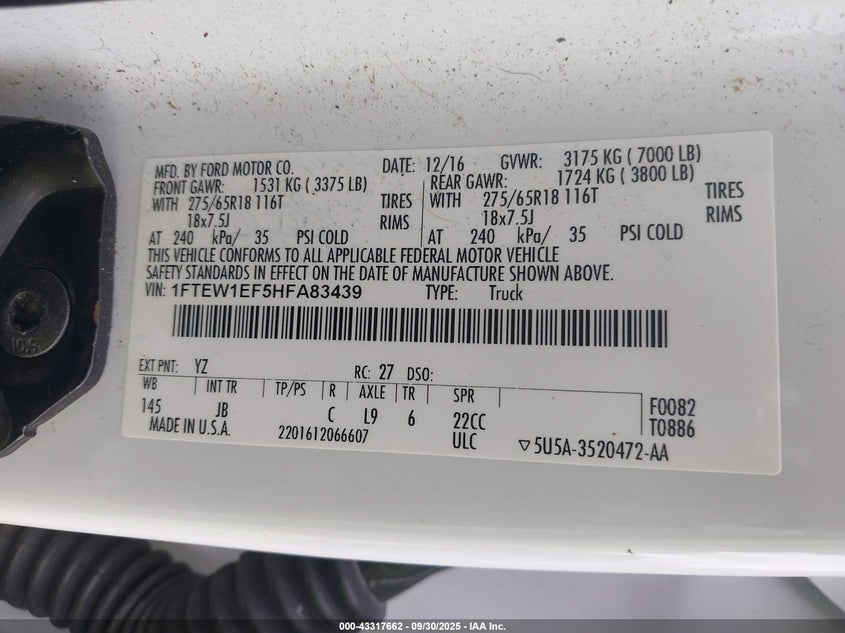 MFD. BY FORD MOTOR CO. DATE: 12/16 GVWR: 3175 KG ( 7000 LB)
FRONT GAWR: 1531 KG ( 3375 LB) REAR GAWR: 1724 KG ( 3800 LB)
WITH 275/65R18 116T TIRES WITH 275/65R18 116T TIRES
18x7.5J RIMS 18x7.5J RIMS
AT 240 kPa/ 35 PSI COLD AT 240 kPa/ 35 PSI COLD
THIS VEHICLE CONFORMS TO ALL APPLICABLE FEDERAL MOTOR VEHICLE
SAFETY STANDARDS IN EFFECT ON THE DATE OF MANUFACTURE SHOWN ABOVE.
VIN: 1FTEW1EF5HFA83439 TYPE: Truck
EXT PNT: YZ RC: 27 DSO:
WB INT TR TP/PS R AXLE TR SPR
145 JB C L9 6 22CC F0082
MADE IN U.S.A. 2201612066607 ULC T0886
▽5U5A-3520472-AA
10.9
000-43317662 - 09/30/2025 - IAA Inc.